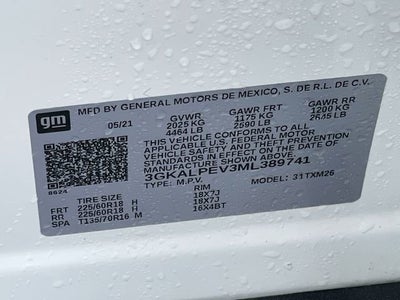 gm
MFD BY GENERAL MOTORS DE MEXICO, S. DE R.L. DE C.V.
05/21 GVWR GAWR FRT GAWR RR
2025 KG 1175 KG 1200 KG
4464 LB 2590 LB LB
THIS VEHICLE CONFORMS TO ALL
APPLICABLE U.S. FEDERAL MOTOR
VEHICLE SAFETY AND THEFT PREVENTION
STANDARDS IN EFFECT ON THE DATE OF
MANUFACTURE SHOWN ABOVE.
3GKALPEV3ML389741
8624 TYPE: M.P.V. MODEL: 31TXM26
TIRE SIZE RIM
FRT 225/60R18 H 18X7J
RR 225/60R18 H 18X7J
SPA T135/70R16 M 16X4BT